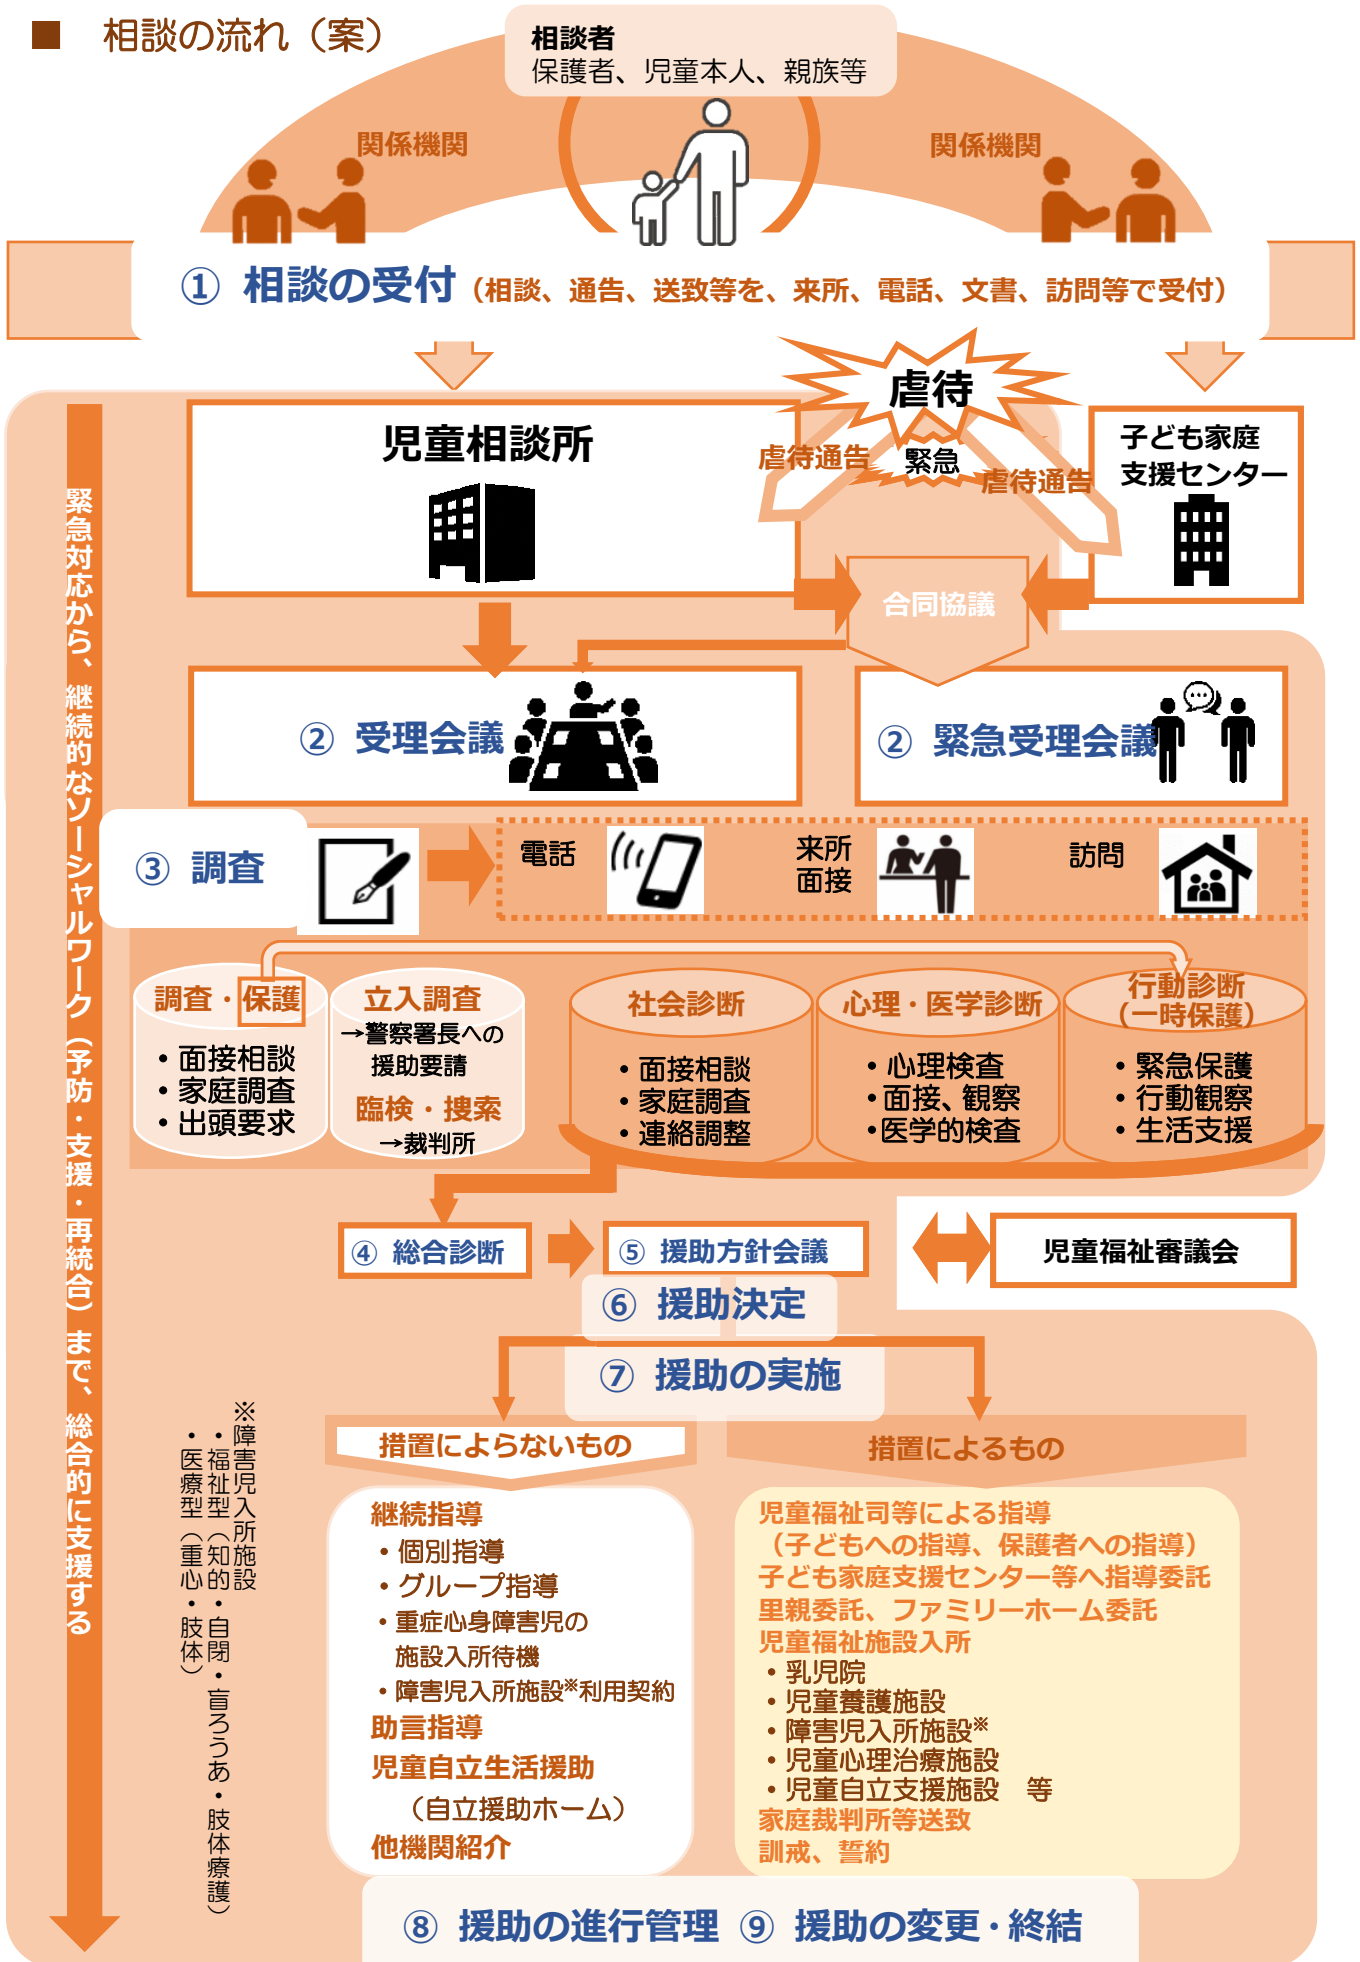 ■ 相談の流れ（案）
相談者
保護者、児童本人、親族等
関係機関
関係機関
① 相談の受付（相談、通告、送致等を、来所、電話、文書、訪問等で受付）
虐待
緊急
虐待通告
虐待通告
児童相談所
子ども家庭
支援センター
合同協議
緊急対応から、継続的なソーシャルワーク（予防・支援・再統合）まで、総合的に支援する
② 受理会議
② 緊急受理会議
③ 調査
電話
来所
面接
訪問
調査・保護
・面接相談
・家庭調査
・出頭要求
立入調査
→警察署長への
援助要請
臨検・捜索
→裁判所
社会診断
・面接相談
・家庭調査
・連絡調整
心理・医学診断
・心理検査
・面接、観察
・医学的検査
行動診断
（一時保護）
・緊急保護
・行動観察
・生活支援
④ 総合診断
⑤ 援助方針会議
児童福祉審議会
⑥ 援助決定
⑦ 援助の実施
※障害児入所施設
・福祉型（知的・自閉・盲ろうあ・肢体療護）
・医療型（重心・肢体）
措置によらないもの
継続指導
・個別指導
・グループ指導
・重症心身障害児の
施設入所待機
・障害児入所施設※利用契約
助言指導
児童自立生活援助
（自立援助ホーム）
他機関紹介
措置によるもの
児童福祉司等による指導
（子どもへの指導、保護者への指導）
子ども家庭支援センター等へ指導委託
里親委託、ファミリーホーム委託
児童福祉施設入所
・乳児院
・児童養護施設
・障害児入所施設※
・児童心理治療施設
・児童自立支援施設　等
家庭裁判所等送致
訓戒、誓約
⑧ 援助の進行管理 ⑨ 援助の変更・終結